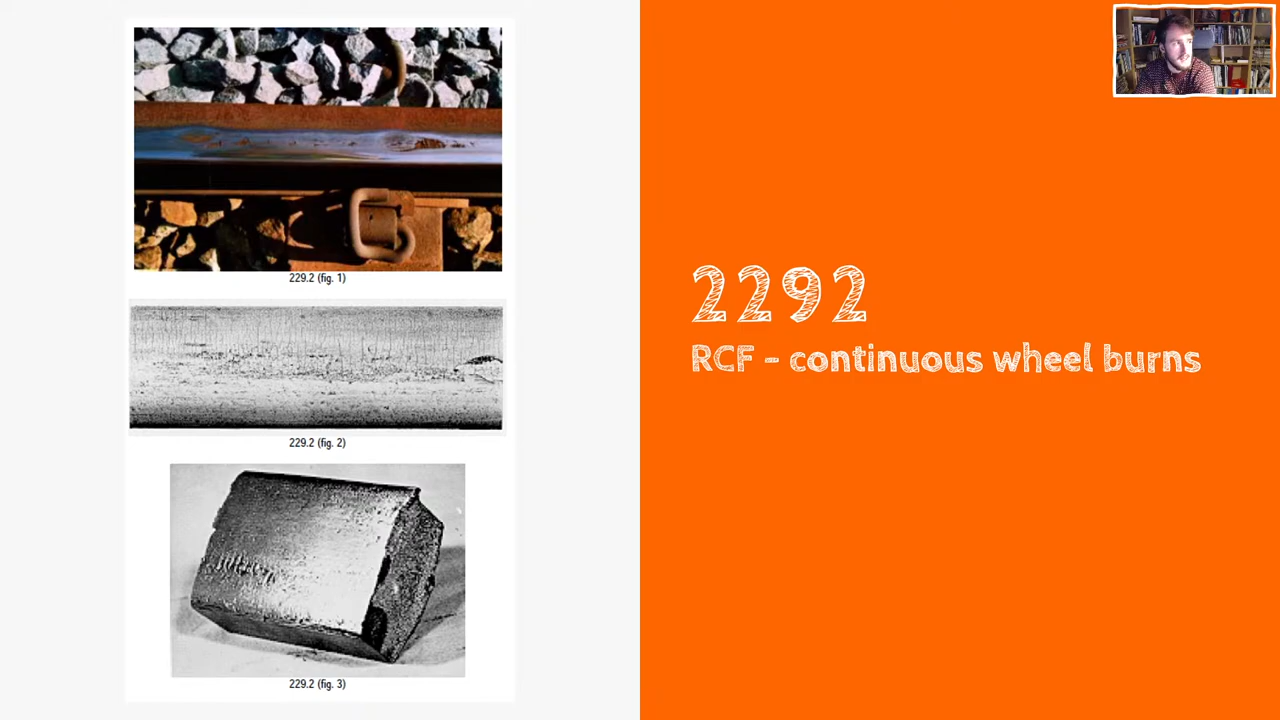 229.2 (fig. 1)
229.2 (fig. 2)
229.2 (fig. 3)
2292
RCF - continuous wheel burns